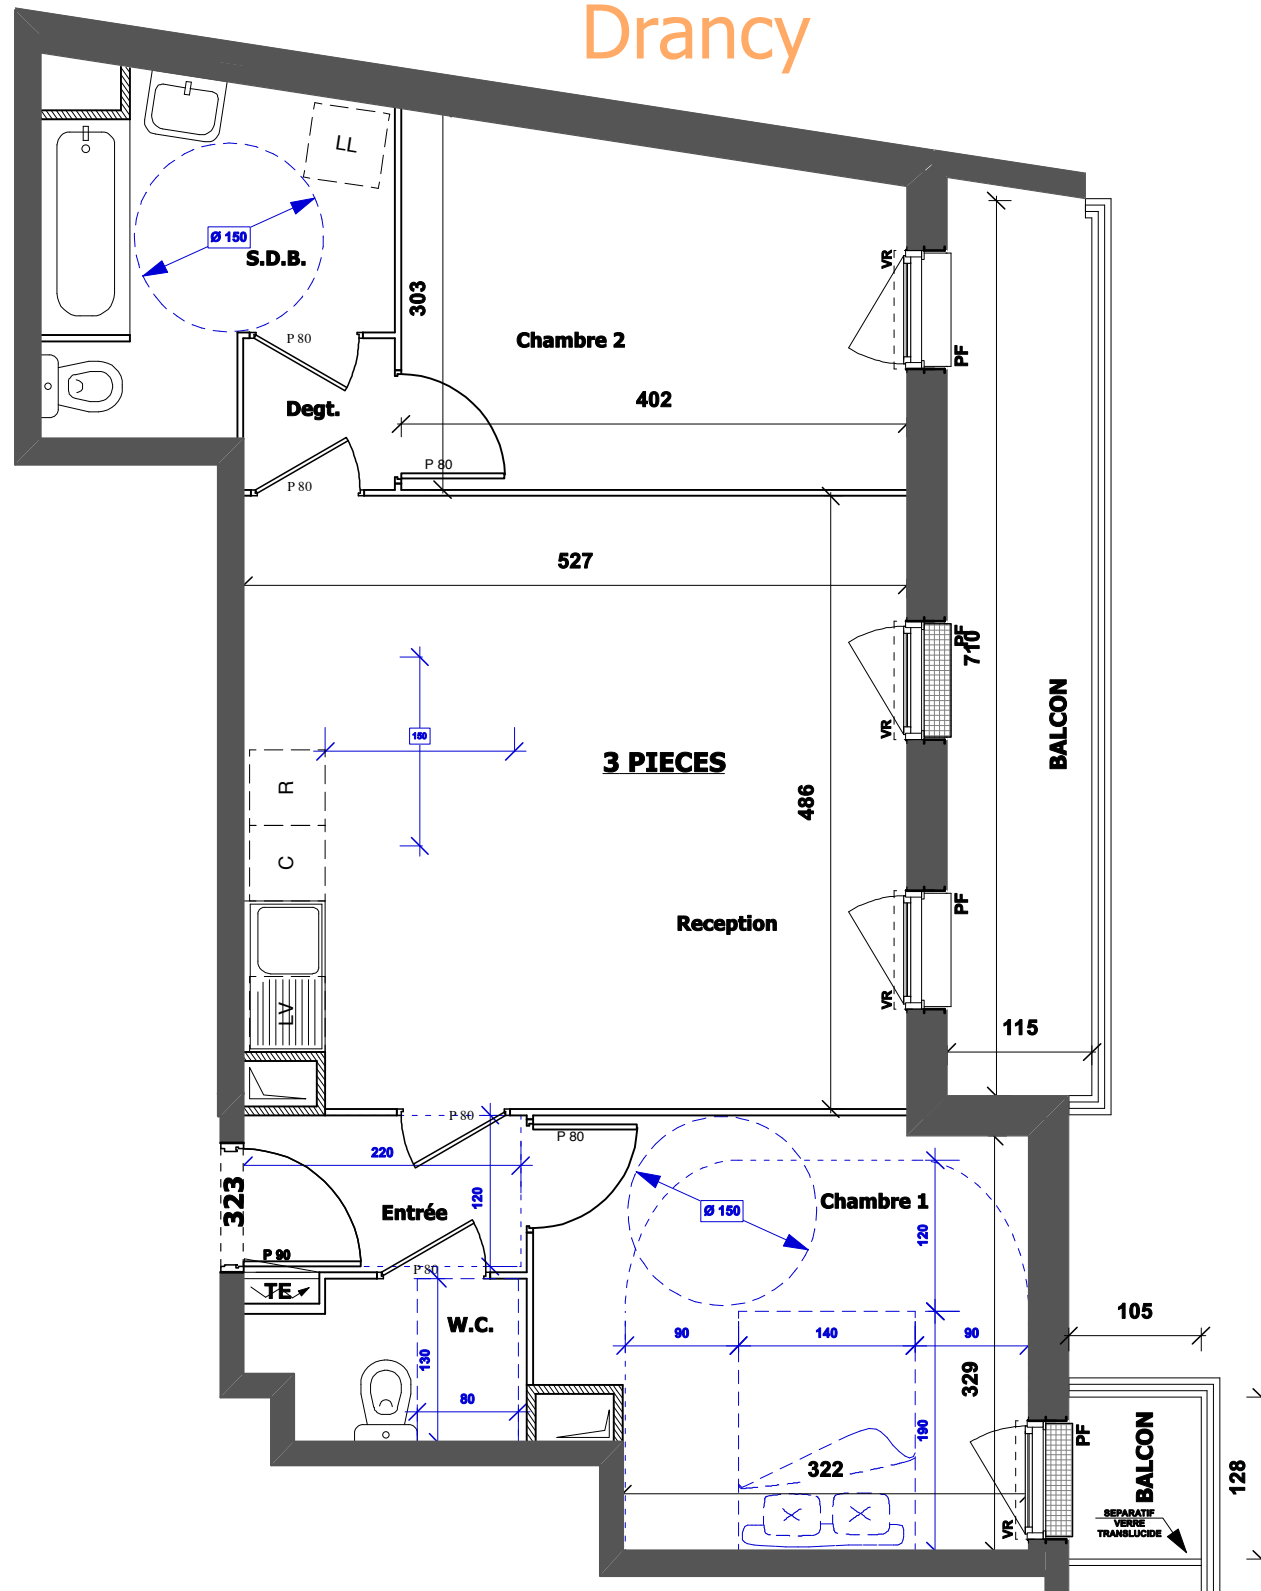 Drancy
LL
Ø 150
S.D.B.
VR
303
P 80
Chambre 2
PF
402
Degt.
P 80
P 80
527
PF
710
150
VR
BALCON
3 PIECES
R
486
C
PF
Reception
VR
LV
115
P 80
P 80
220
323
120
Entrée
Ø 150
Chambre 1
120
P 90
P 80
TE
W.C.
105
90
140
90
130
329
80
190
PF
BALCON
322
128
VR
SEPARATIF
VERRE
TRANSLUCIDE